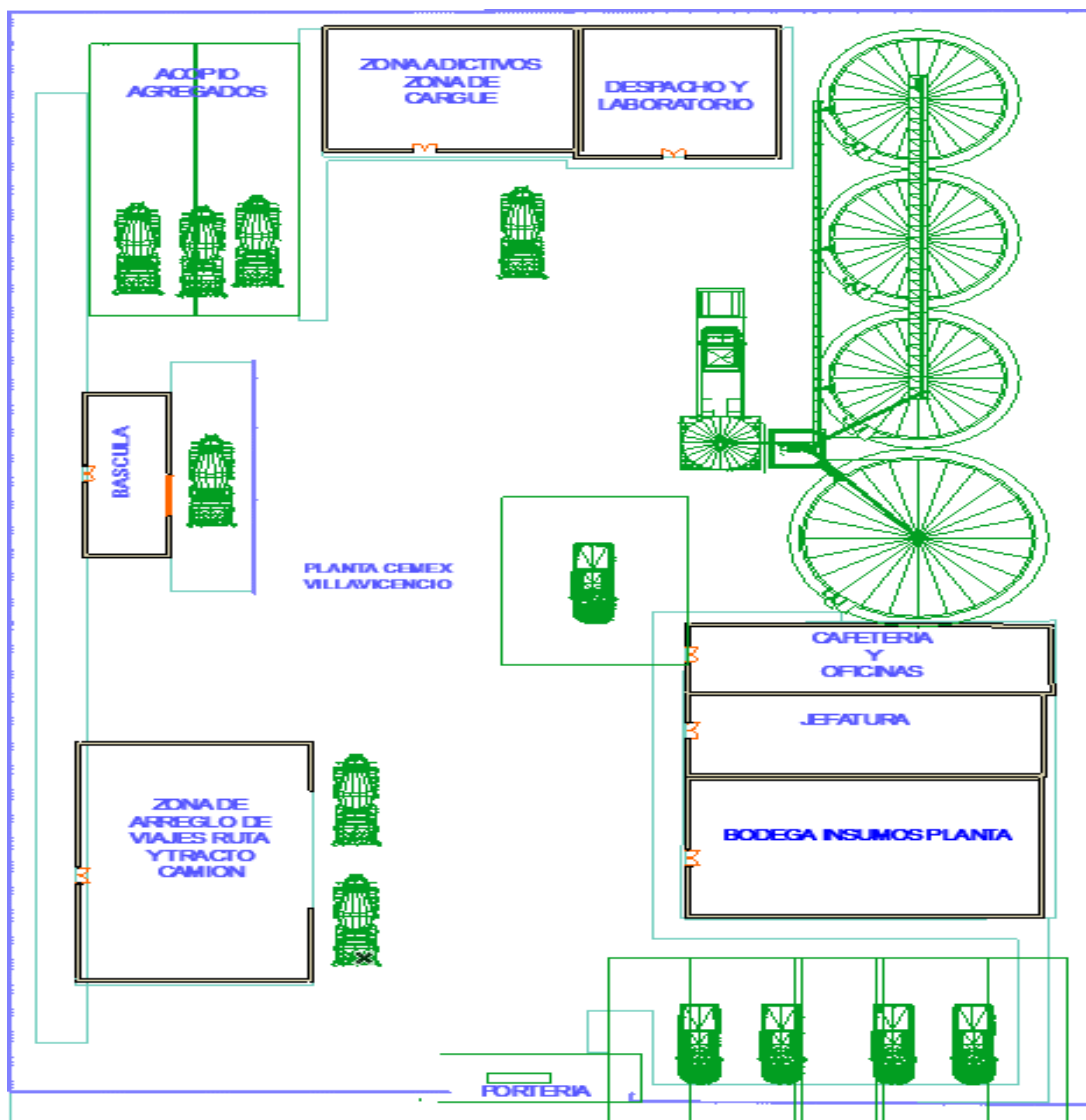 ACOPIO
AGREGADOS
ZONA ADICTIVOS
ZONA DE
CARGUE
DESPACHO Y
LABORATORIO
BASCULA
PLANTA CEMEX
VILLAVICENCIO
CAFETERIA
Y
OFICINAS
JEFATURA
ZONA DE
ARREGLO DE
VIAJES RUTA
Y TRACTO
CAMION
BODEGA INSUMOS PLANTA
PORTERIA